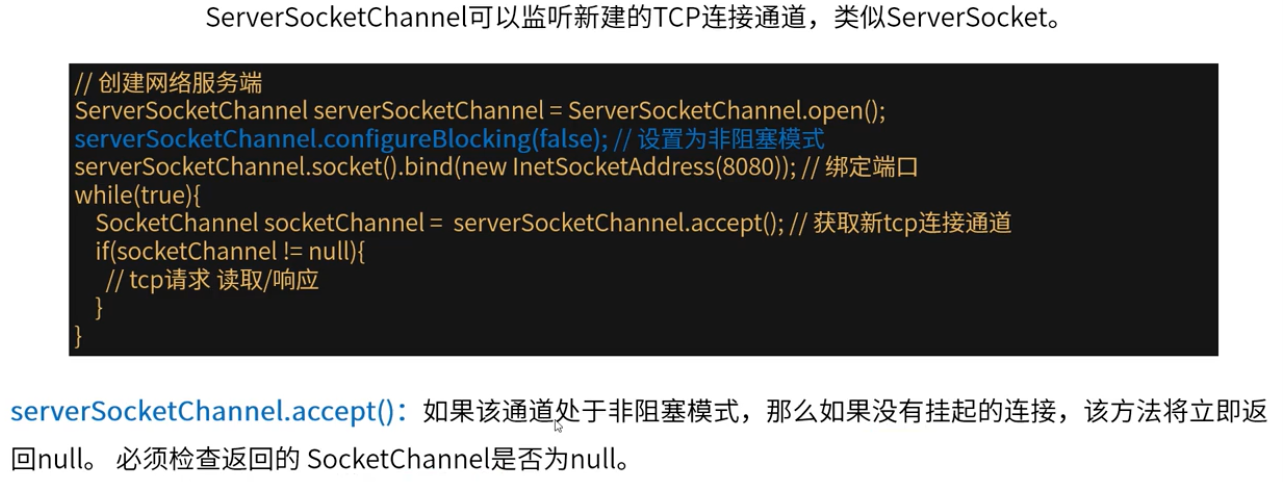 ServerSocketChannel可以监听新建的TCP连接通道，类似ServerSocket。
// 创建网络服务端
ServerSocketChannel serverSocketChannel = ServerSocketChannel.open();
serverSocketChannel.configureBlocking(false); // 设置为非阻塞模式
serverSocketChannel.socket().bind(new InetSocketAddress(8080)); // 绑定端口
while(true){
SocketChannel socketChannel = serverSocketChannel.accept(); // 获取新tcp连接通道
if(socketChannel != null){
// tcp请求 读取/响应
}
}
serverSocketChannel.accept()：如果该通道处于非阻塞模式，那么如果没有挂起的连接，该方法将立即返
回null。 必须检查返回的 SocketChannel是否为null。